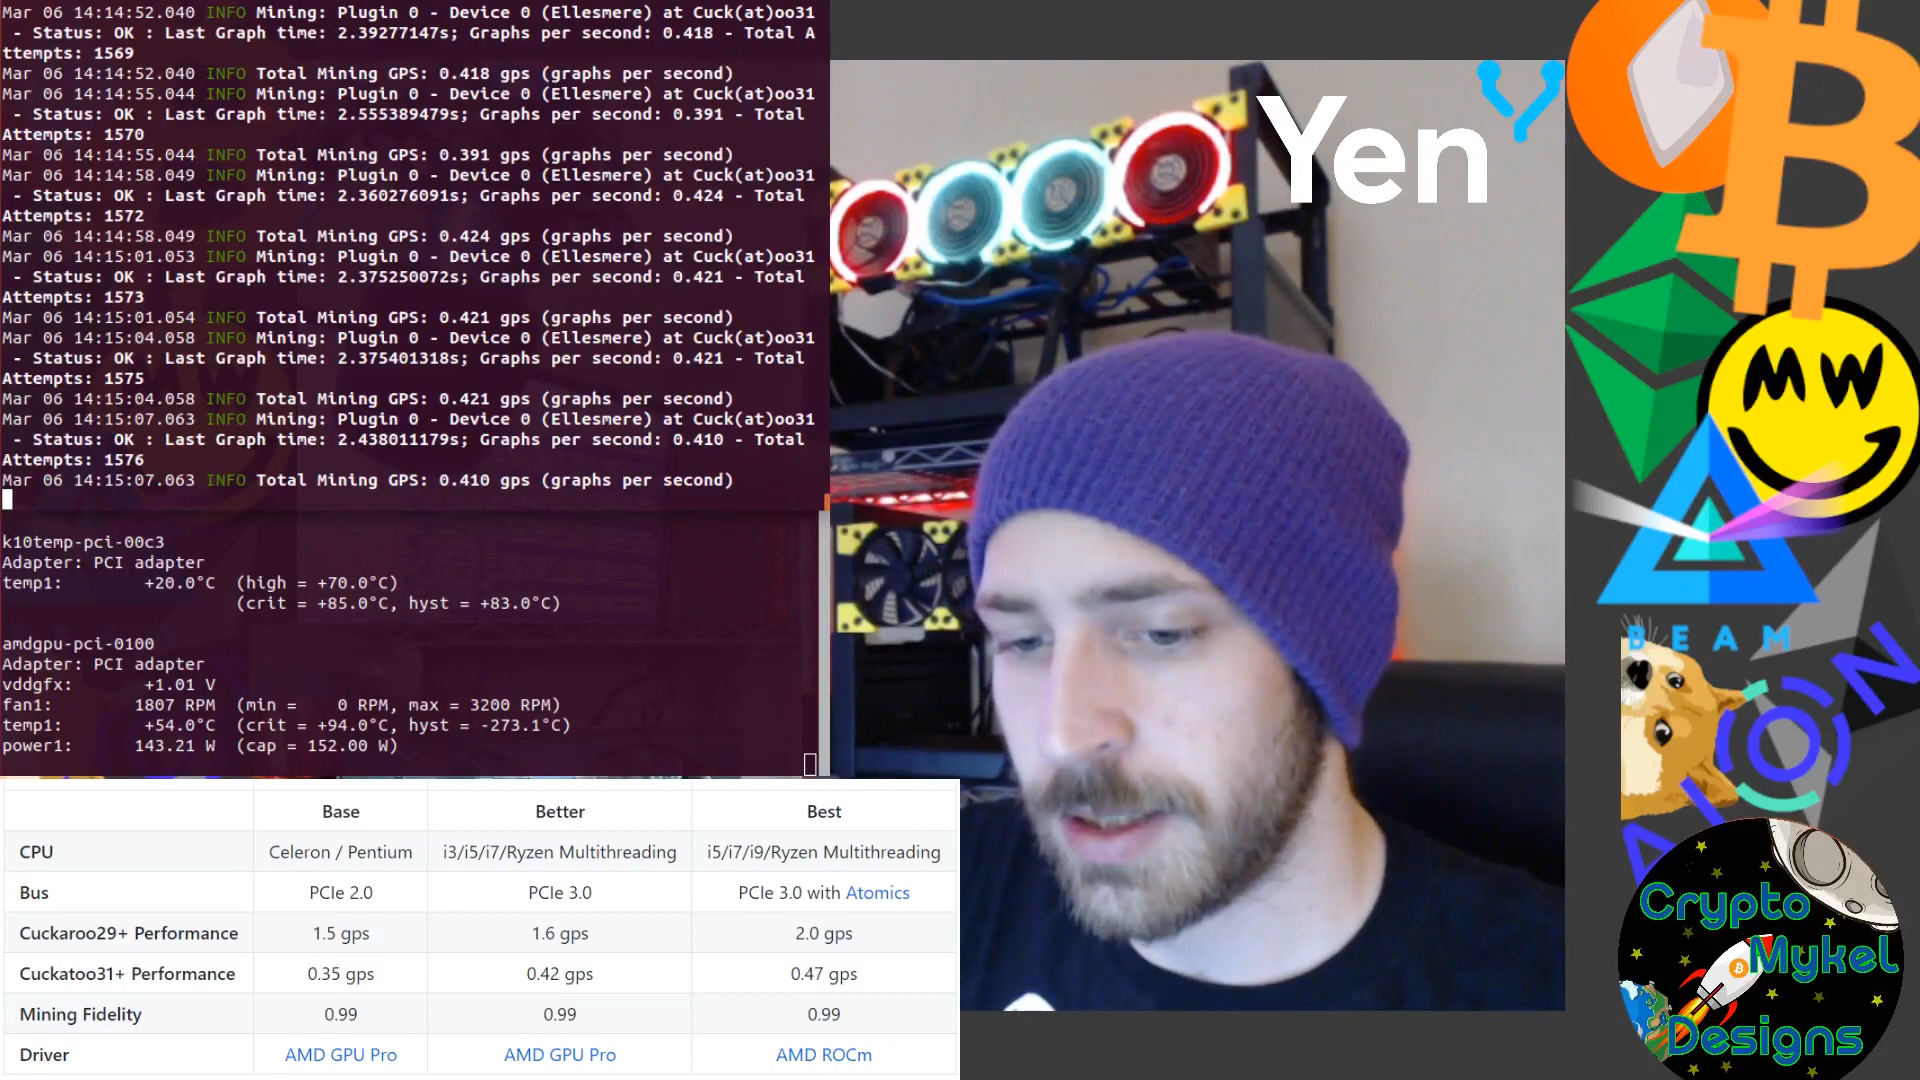 Mar 06 14:14:52.040 INFO Mining: Plugin 0 - Device 0 (Ellesmere) at Cuck(at)oo31
- Status: OK : Last Graph time: 2.39277147s; Graphs per second: 0.418 - Total A
ttempts: 1569
Mar 06 14:14:52.040 INFO Total Mining GPS: 0.418 gps (graphs per second)
Mar 06 14:14:55.044 INFO Mining: Plugin 0 - Device 0 (Ellesmere) at Cuck(at)oo31
- Status: OK : Last Graph time: 2.555389479s; Graphs per second: 0.391 - Total
Attempts: 1570
Mar 06 14:14:55.044 INFO Total Mining GPS: 0.391 gps (graphs per second)
Mar 06 14:14:58.049 INFO Mining: Plugin 0 - Device 0 (Ellesmere) at Cuck(at)oo31
- Status: OK : Last Graph time: 2.360276091s; Graphs per second: 0.424 - Total
Attempts: 1572
Mar 06 14:14:58.049 INFO Total Mining GPS: 0.424 gps (graphs per second)
Mar 06 14:15:01.053 INFO Mining: Plugin 0 - Device 0 (Ellesmere) at Cuck(at)oo31
- Status: OK : Last Graph time: 2.375250072s; Graphs per second: 0.421 - Total
Attempts: 1573
Mar 06 14:15:01.054 INFO Total Mining GPS: 0.421 gps (graphs per second)
Mar 06 14:15:04.058 INFO Mining: Plugin 0 - Device 0 (Ellesmere) at Cuck(at)oo31
- Status: OK : Last Graph time: 2.375401318s; Graphs per second: 0.421 - Total
Attempts: 1575
Mar 06 14:15:04.058 INFO Total Mining GPS: 0.421 gps (graphs per second)
Mar 06 14:15:07.063 INFO Mining: Plugin 0 - Device 0 (Ellesmere) at Cuck(at)oo31
- Status: OK : Last Graph time: 2.438011179s; Graphs per second: 0.410 - Total
Attempts: 1576
Mar 06 14:15:07.063 INFO Total Mining GPS: 0.410 gps (graphs per second)
k10temp-pci-00c3
Adapter: PCI adapter
temp1: +20.0°C (high = +70.0°C)
(crit = +85.0°C, hyst = +83.0°C)
amdgpu-pci-0100
Adapter: PCI adapter
vddgfx: +1.01 V
fan1: 1807 RPM (min = 0 RPM, max = 3200 RPM)
temp1: +54.0°C (crit = +94.0°C, hyst = -273.1°C)
power1: 143.21 W (cap = 152.00 W)
Base Better Best
CPU Celeron / Pentium i3/i5/i7/Ryzen Multithreading i5/i7/i9/Ryzen Multithreading
Bus PCIe 2.0 PCIe 3.0 PCIe 3.0 with Atomics
Cuckaroo29+ Performance 1.5 gps 1.6 gps 2.0 gps
Cuckatoo31+ Performance 0.35 gps 0.42 gps 0.47 gps
Mining Fidelity 0.99 0.99 0.99
Driver AMD GPU Pro AMD GPU Pro AMD ROCm
Yen
MW
BEAM
AION
Crypto
Mykel
Designs